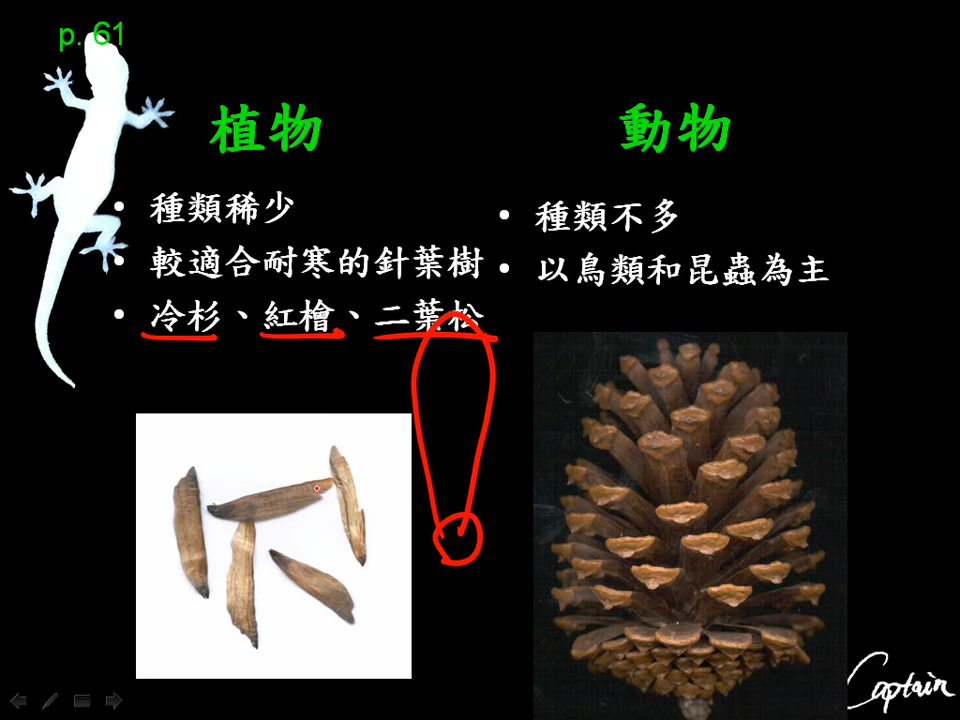 p. 61
植物
種類稀少
較適合耐寒的針葉樹
冷杉、紅檜、二葉松
動物
種類不多
以鳥類和昆蟲為主
Captain